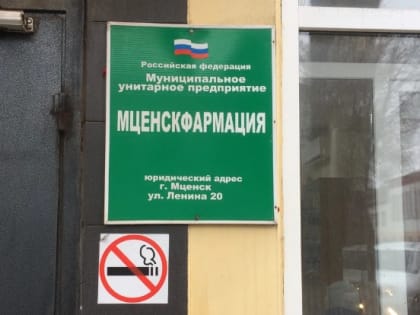 Российская федерация
Муниципальное
унитарное предприятие
МЦЕНСКФАРМАЦИЯ
юридический адрес
г. Мценск
ул. Ленина 20